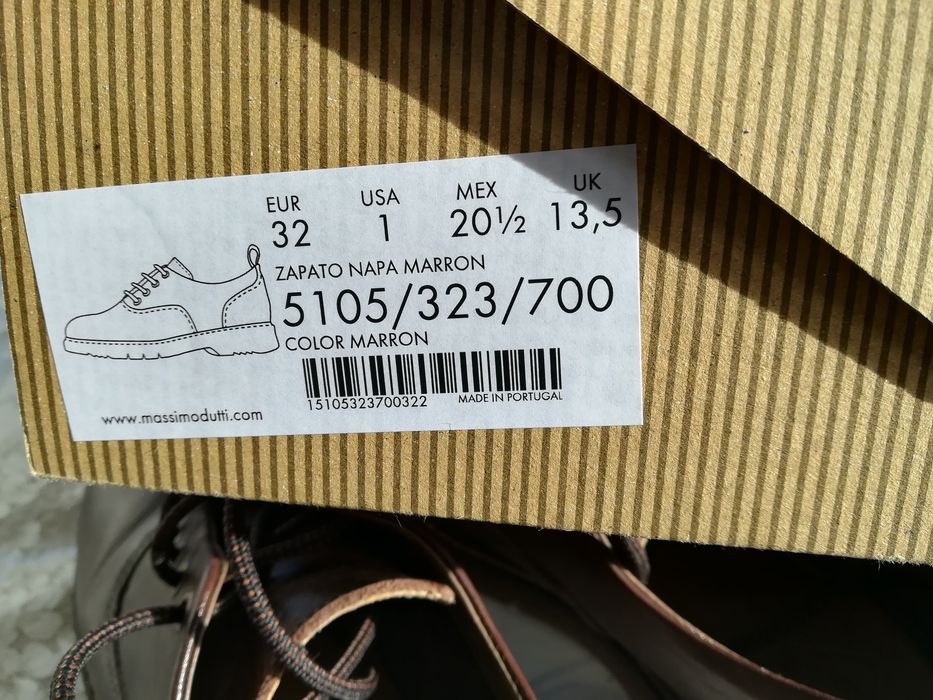 EUR USA MEX UK
32 1 20½ 13,5
ZAPATO NAPA MARRON
5105/323/700
COLOR MARRON
15105323700322 MADE IN PORTUGAL
www.massimodutti.com